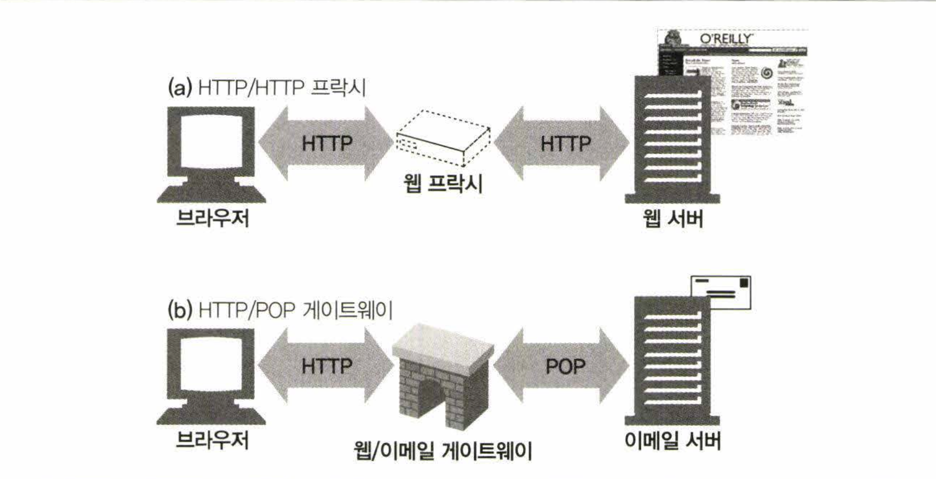 O'REILLY
(a) HTTP/HTTP 프락시
HTTP
HTTP
웹 프락시
브라우저
웹 서버
(b) HTTP/POP 게이트웨이
HTTP
POP
브라우저
웹/이메일 게이트웨이
이메일 서버